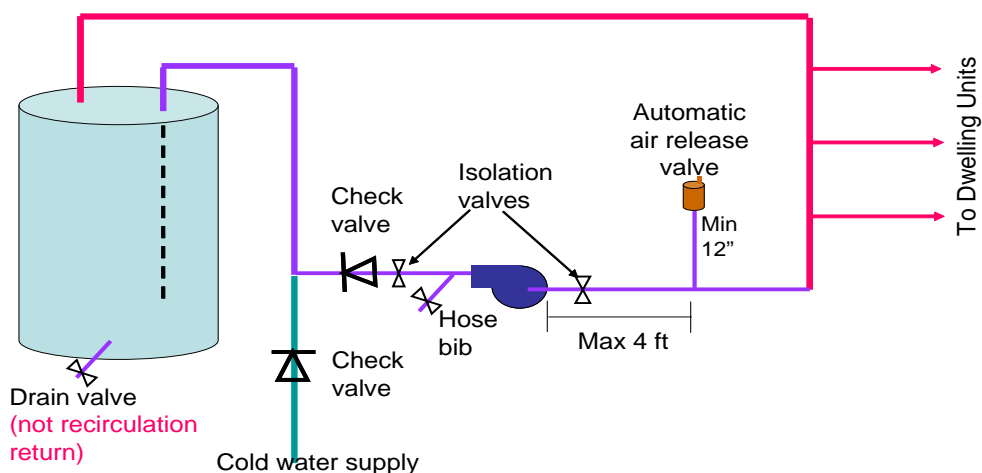 Automatic
air release
valve
To Dwelling Units
Isolation
valves
Check
valve
Min
12”
Hose
bib
Max 4 ft
Check
valve
Drain valve
(not recirculation
return)
Cold water supply